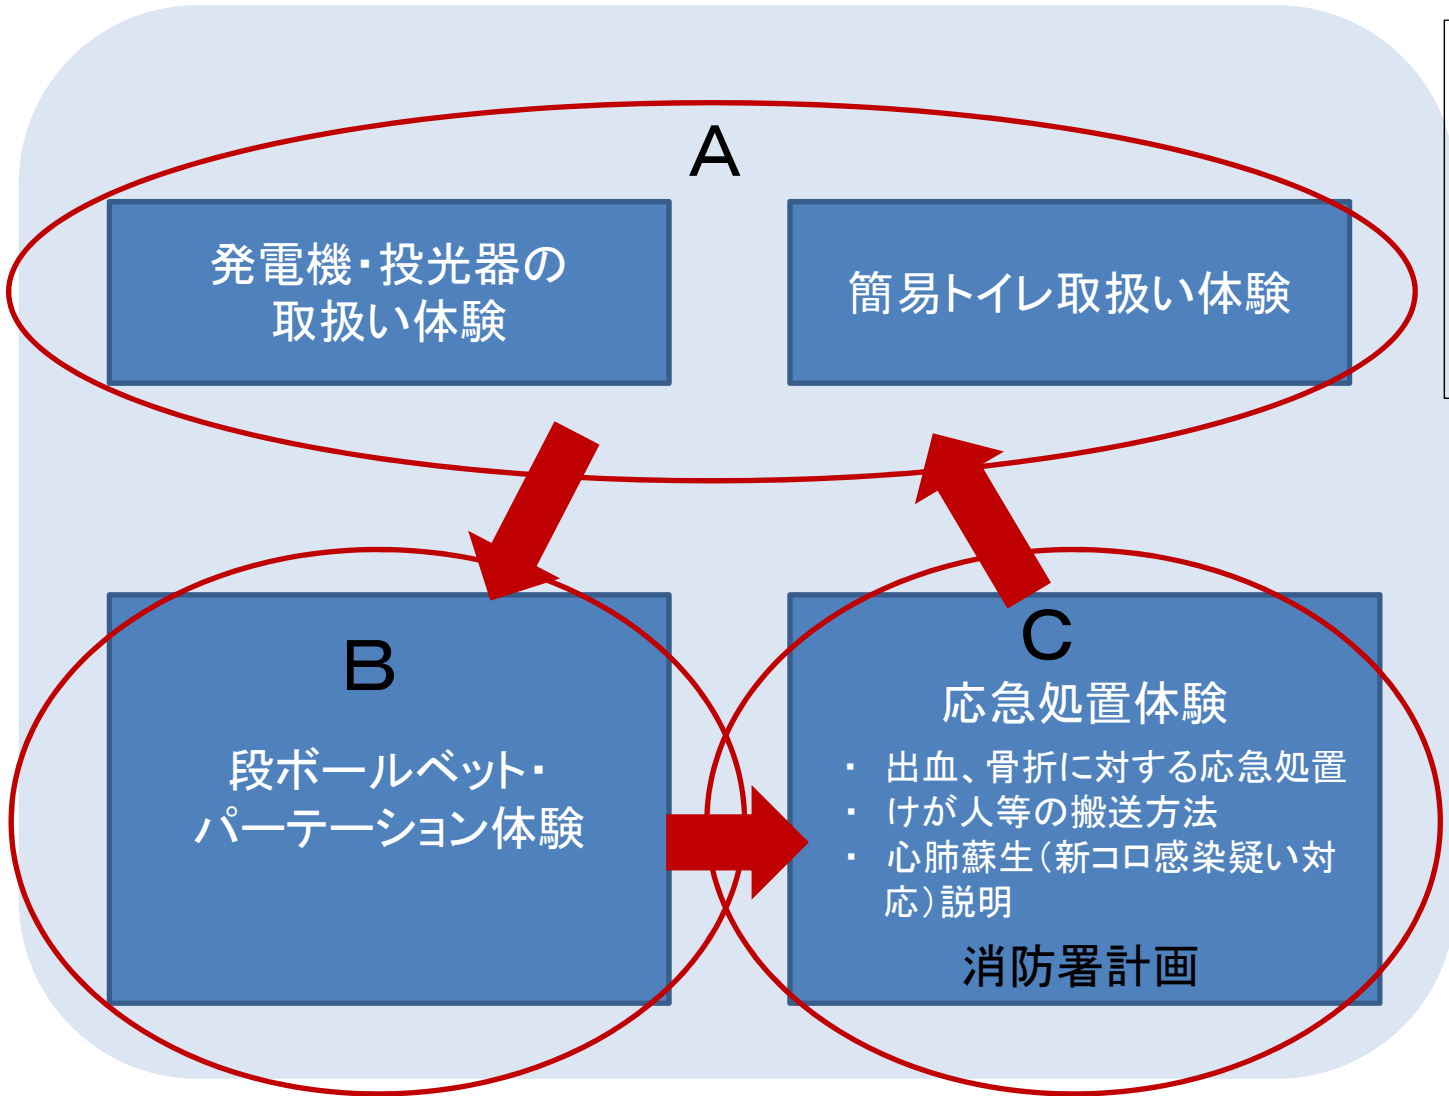 A
発電機・投光器の
取扱い体験
簡易トイレ取扱い体験
B
段ボールベット・
パーテーション体験
C
応急処置体験
・ 出血、骨折に対する応急処置
・ けが人等の搬送方法
・ 心肺蘇生(新コロ感染疑い対
応)説明
消防署計画